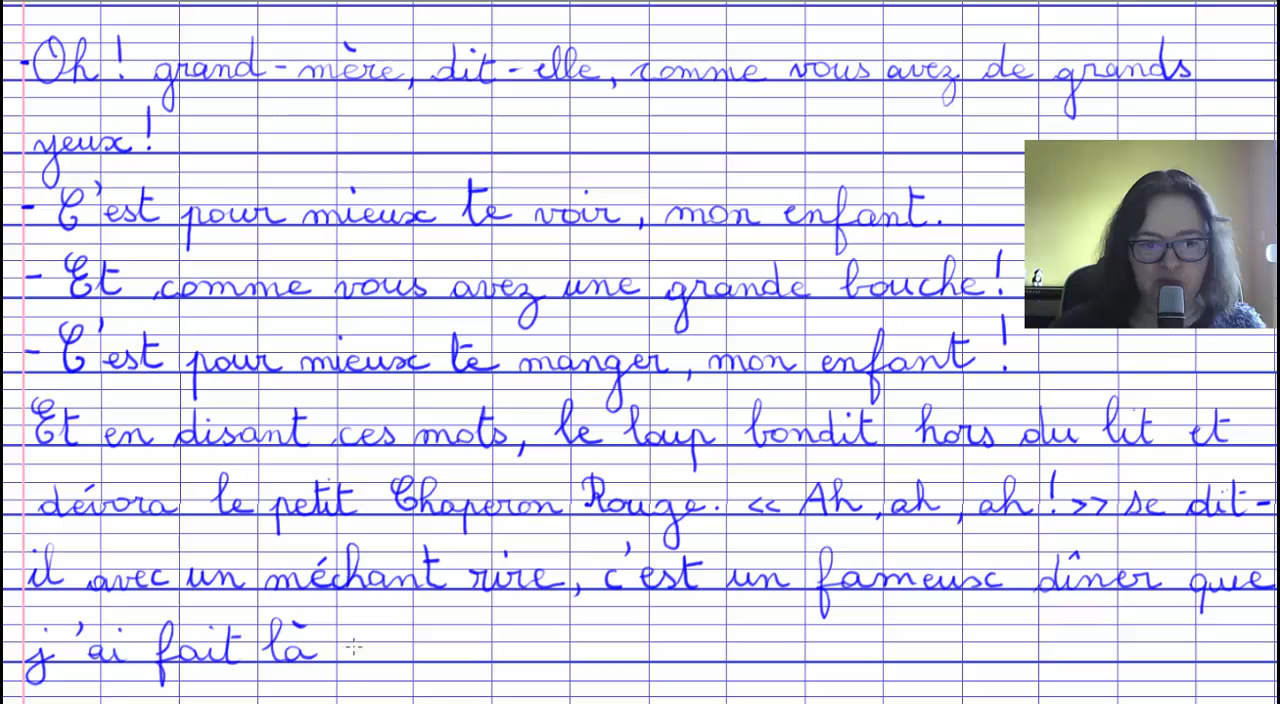 -Oh ! grand-mère, dit-elle, comme vous avez de grands
yeux !
- C'est pour mieux te voir, mon enfant.
- Et comme vous avez une grande bouche !
- C'est pour mieux te manger, mon enfant !
Et en disant ces mots, le loup bondit hors du lit et
dévora le petit Chaperon Rouge. << Ah, ah, ah ! >> se dit-
il avec un méchant rire, c'est un fameux dîner que
j'ai fait là